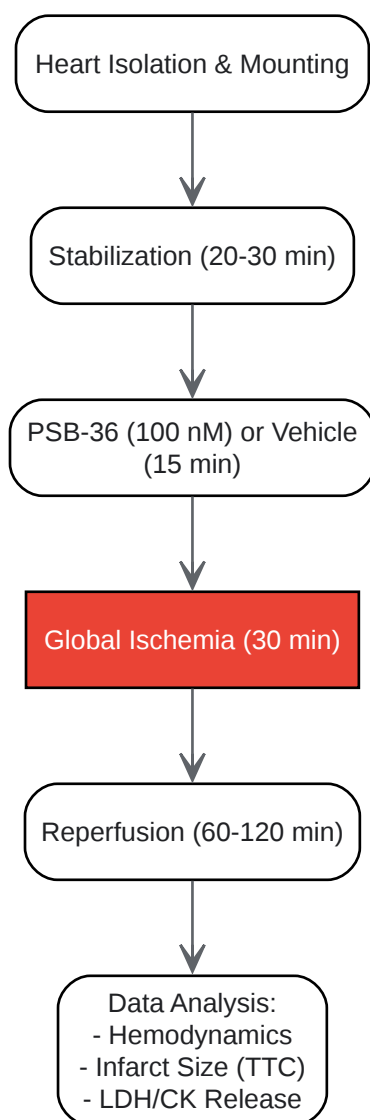 Heart Isolation & Mounting
Stabilization (20-30 min)
PSB-36 (100 nM) or Vehicle
(15 min)
Global Ischemia (30 min)
Reperfusion (60-120 min)
Data Analysis:
- Hemodynamics
- Infarct Size (TTC)
- LDH/CK Release